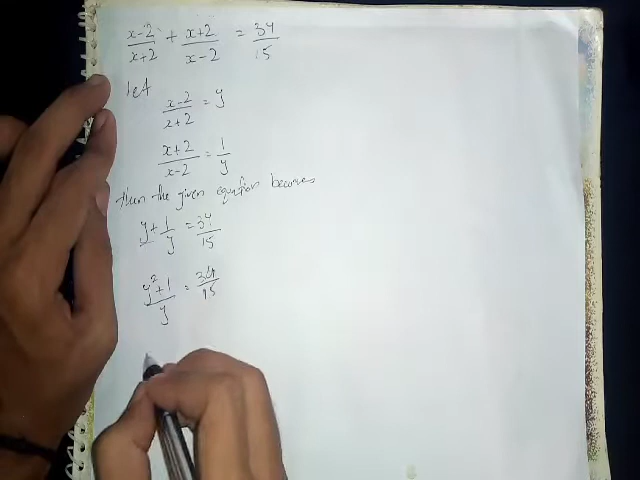 x-2/x+2 + x+2/x-2 = 34/15
let
x-2/x+2 = y
x+2/x-2 = 1/y
then the given equation becomes
y + 1/y = 34/15
y²+1/y = 34/15